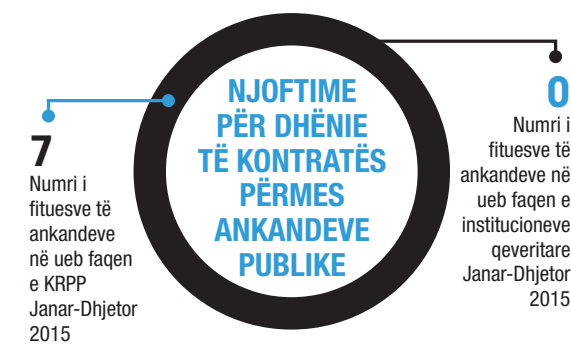 NJOFTIME
PËR DHËNIE
TË KONTRATËS
PËRMES
ANKANDEVE
PUBLIKE
7
Numri i
fituesve të
ankandeve
në ueb faqen
e KRPP
Janar-Dhjetor
2015
0
Numri i
fituesve të
ankandeve në
ueb faqen e
institucioneve
qeveritare
Janar-Dhjetor
2015